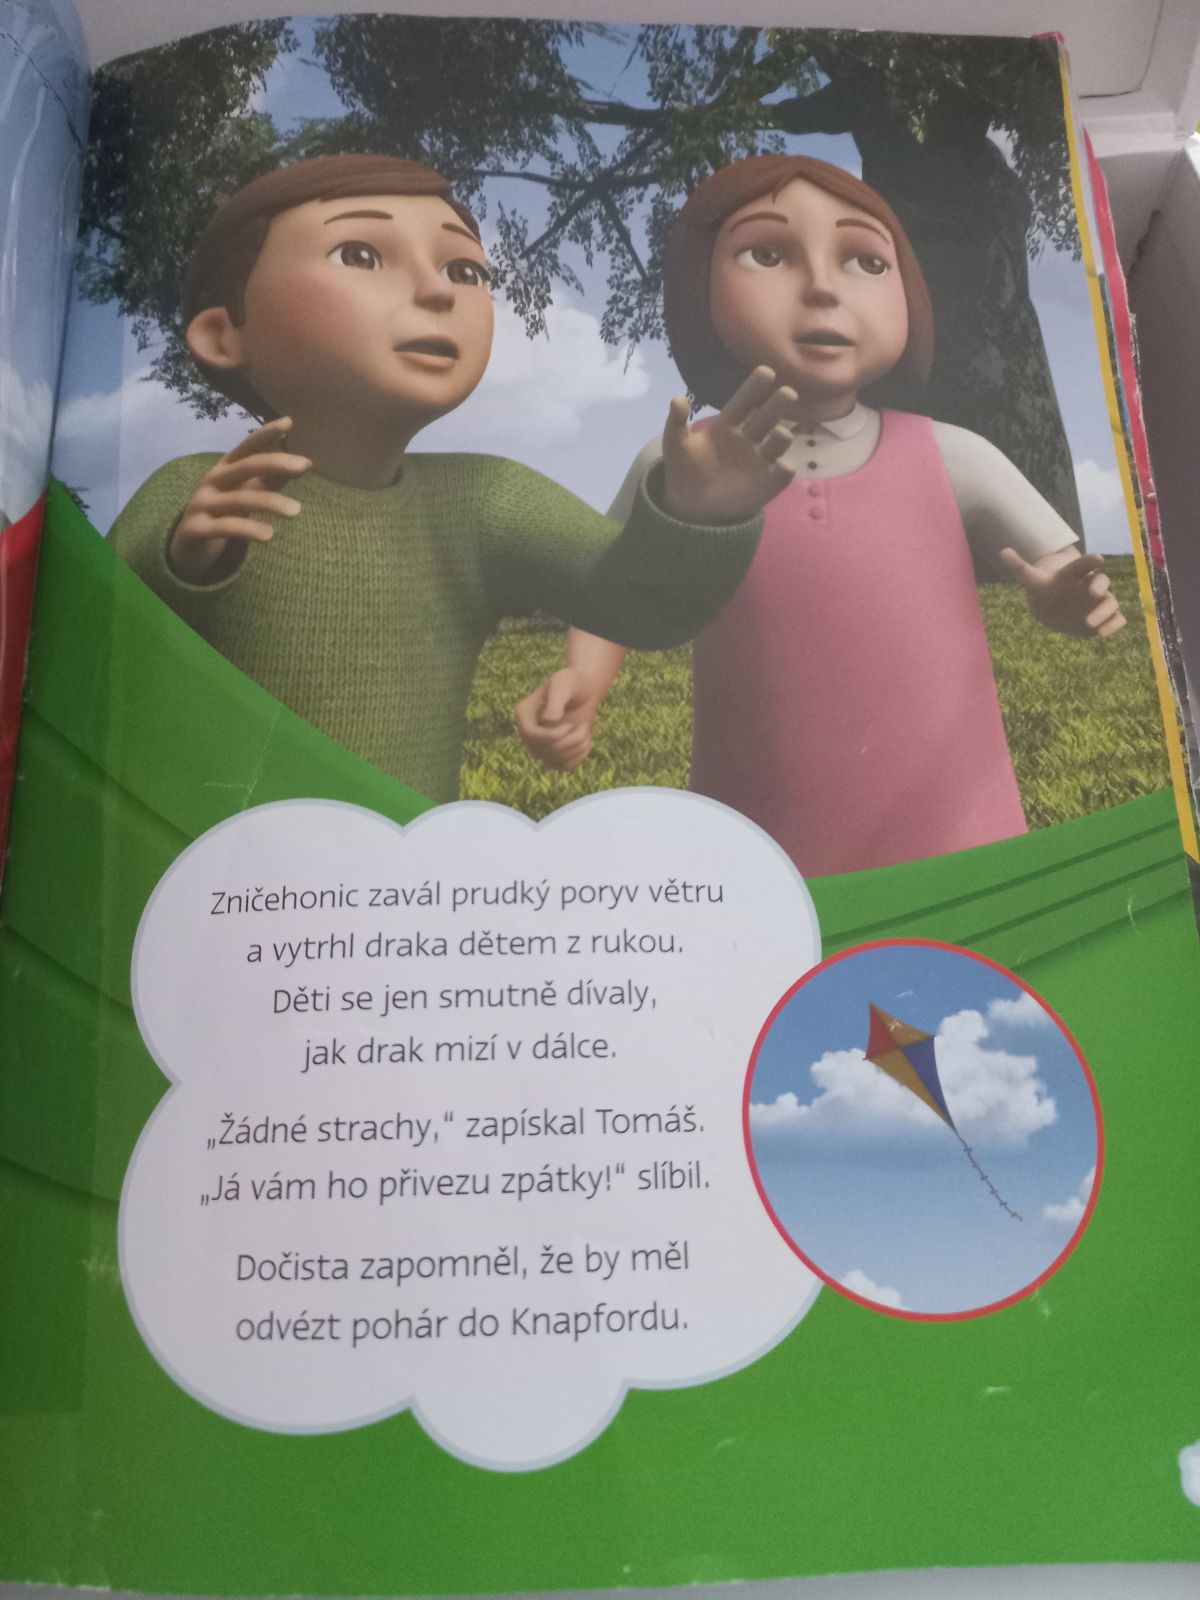 Zničehonic zavál prudký poryv větru
a vytrhl draka dětem z rukou.
Děti se jen smutně dívaly,
jak drak mizí v dálce.
„Žádné strachy,“ zapískal Tomáš.
„Já vám ho přivezu zpátky!“ slíbil.
Dočista zapomněl, že by měl
odvézt pohár do Knapfordu.